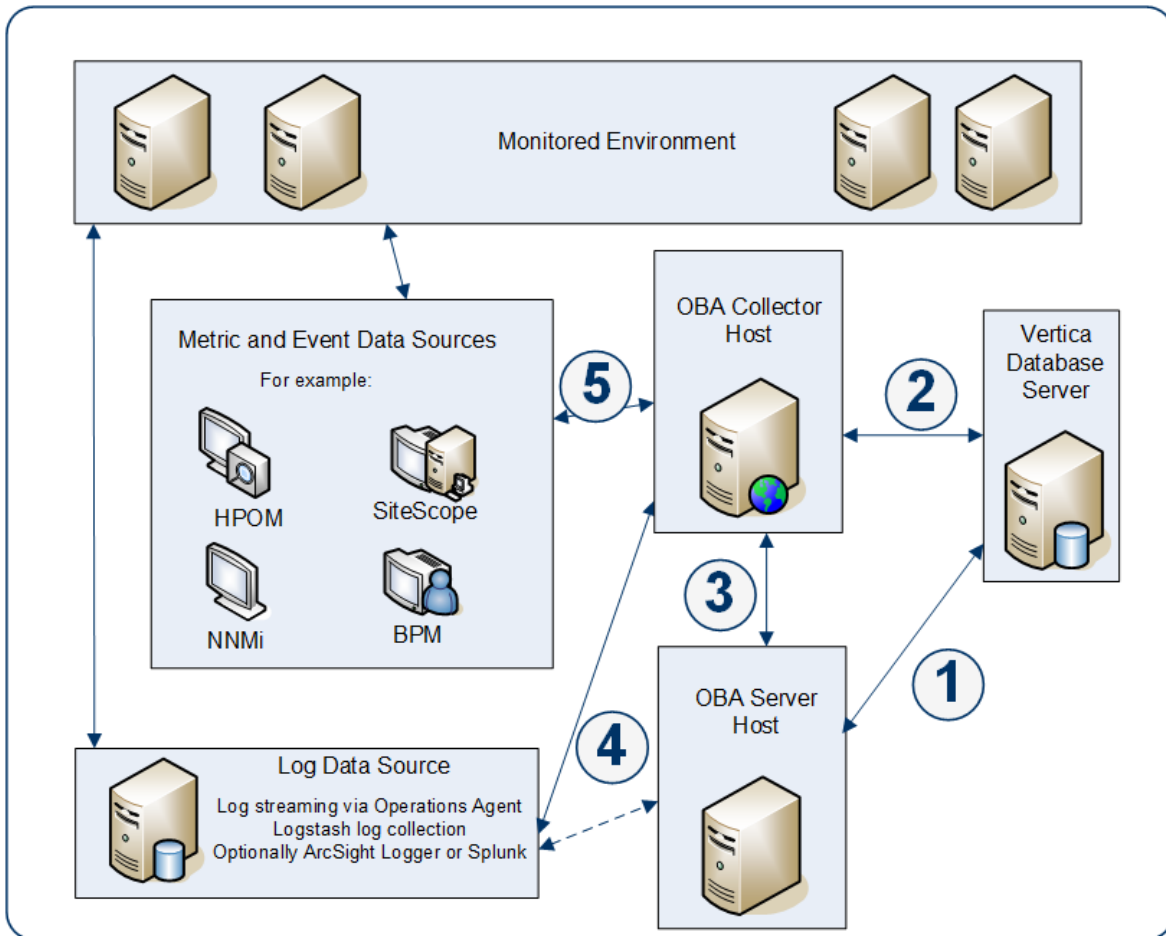 Monitored Environment
Metric and Event Data Sources
For example:
HPOM
SiteScope
NNMi
BPM
5
OBA Collector
Host
2
Vertica
Database
Server
3
1
OBA Server
Host
4
Log Data Source
Log streaming via Operations Agent
Logstash log collection
Optionally ArcSight Logger or Splunk